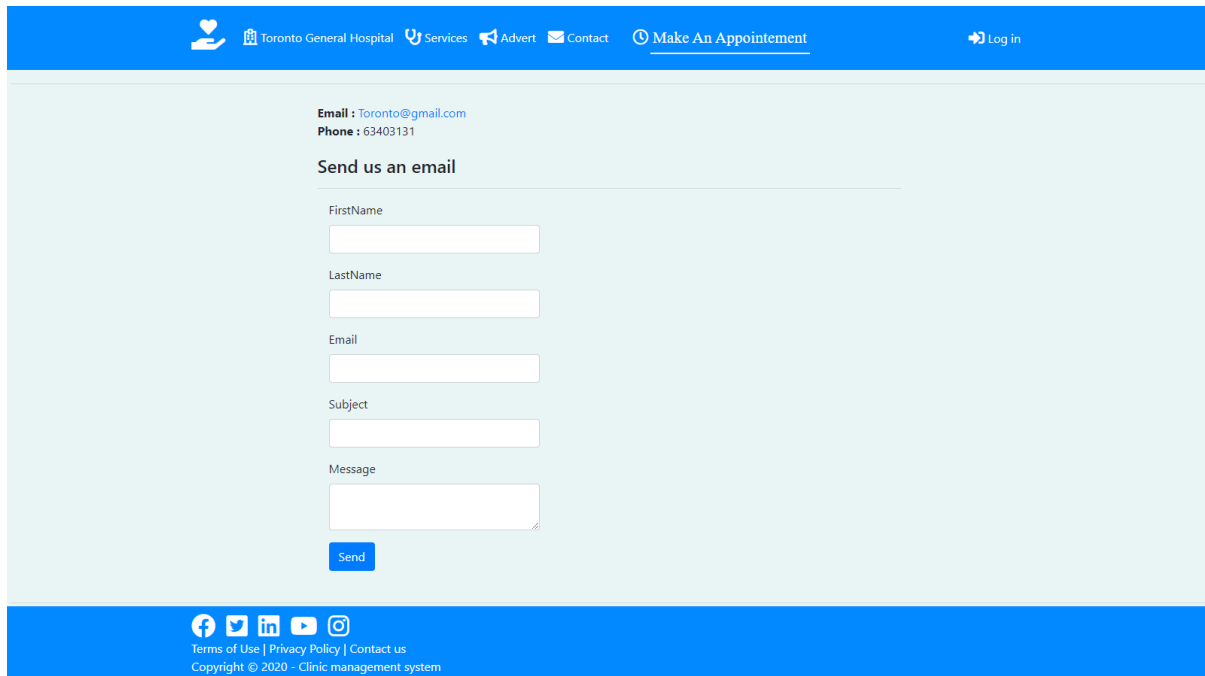 Toronto General Hospital Services Advert Contact Make An Appointement Log in
Email : Toronto@gmail.com
Phone : 63403131
Send us an email
FirstName
LastName
Email
Subject
Message
Send
Terms of Use | Privacy Policy | Contact us
Copyright © 2020 - Clinic management system